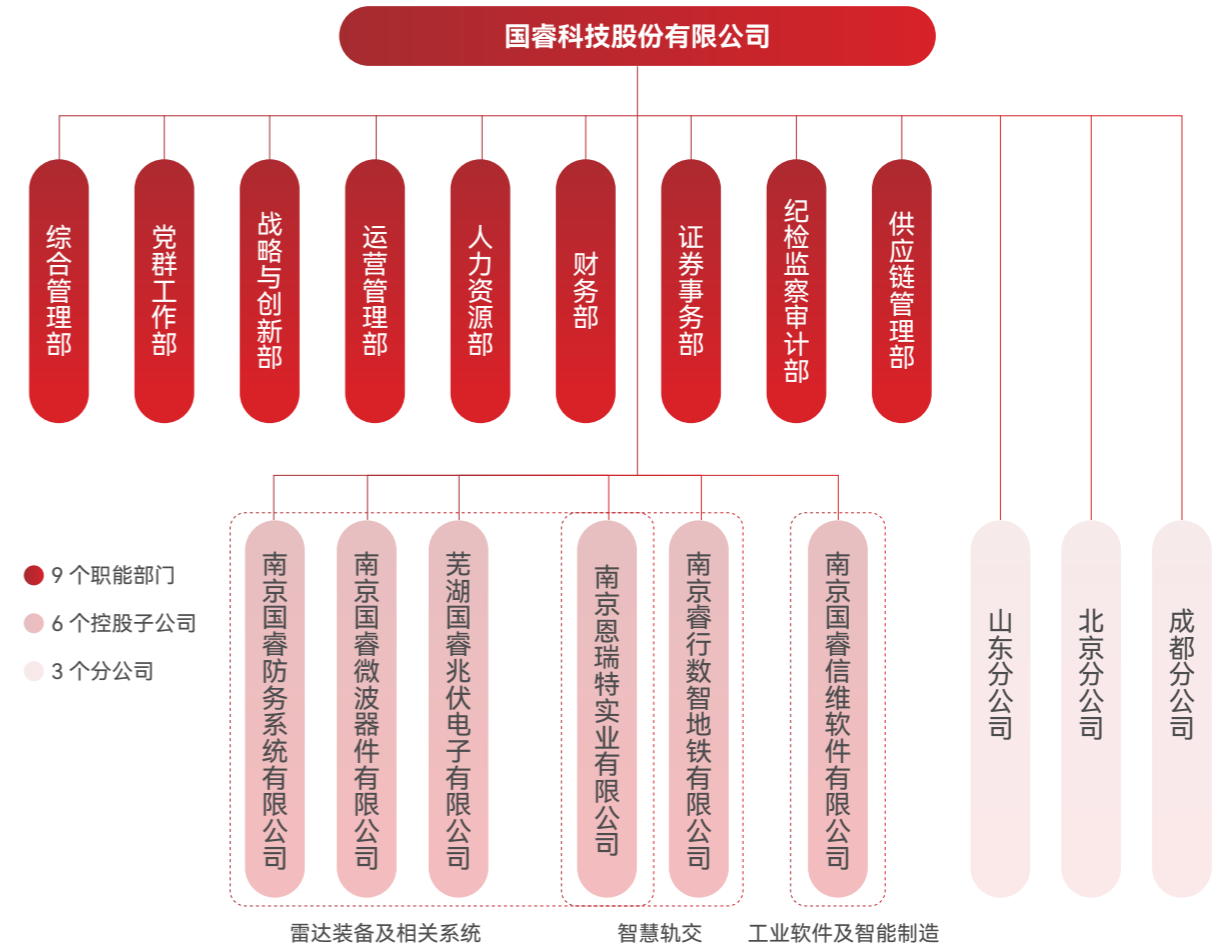 国睿科技股份有限公司
综合管理部
党群工作部
战略与创新部
运营管理部
人力资源部
财务部
证券事务部
纪检监察审计部
供应链管理部
9 个职能部门
6 个控股子公司
3 个分公司
南京国睿防务系统有限公司
南京国睿微波器件有限公司
芜湖国睿兆伏电子有限公司
南京恩瑞特实业有限公司
南京睿行数智地铁有限公司
南京国睿信维软件有限公司
山东分公司
北京分公司
成都分公司
雷达装备及相关系统
智慧轨交
工业软件及智能制造